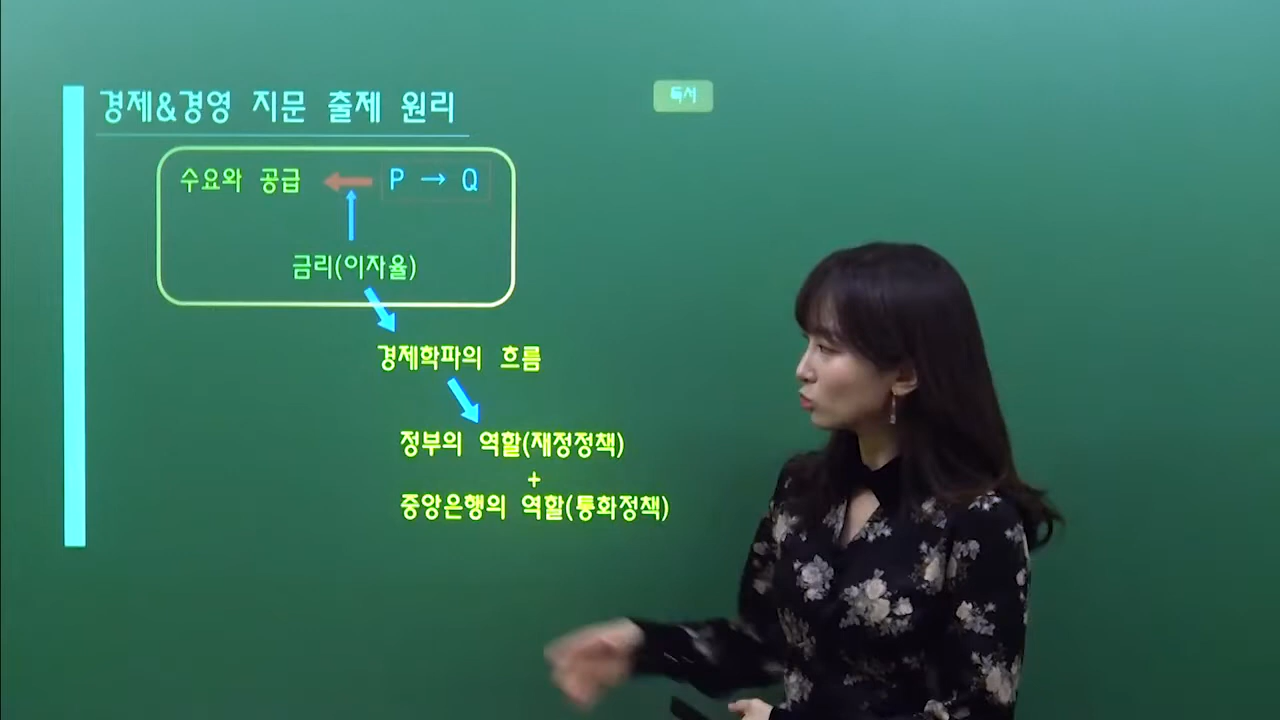 경제&경영 지문 출제 원리
독서
수요와 공급 ← P → Q
금리(이자율)
경제학파의 흐름
정부의 역할(재정정책)
+
중앙은행의 역할(통화정책)